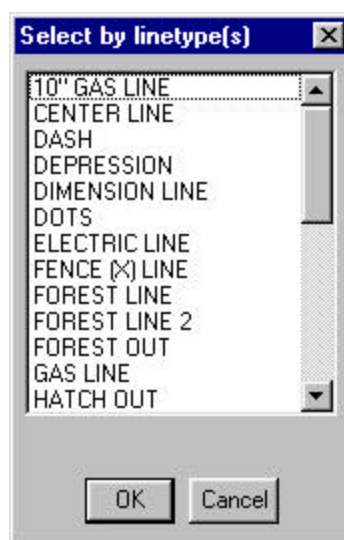 Select by linetype(s)
10" GAS LINE
CENTER LINE
DASH
DEPRESSION
DIMENSION LINE
DOTS
ELECTRIC LINE
FENCE (X) LINE
FOREST LINE
FOREST LINE 2
FOREST OUT
GAS LINE
HATCH OUT
OK Cancel